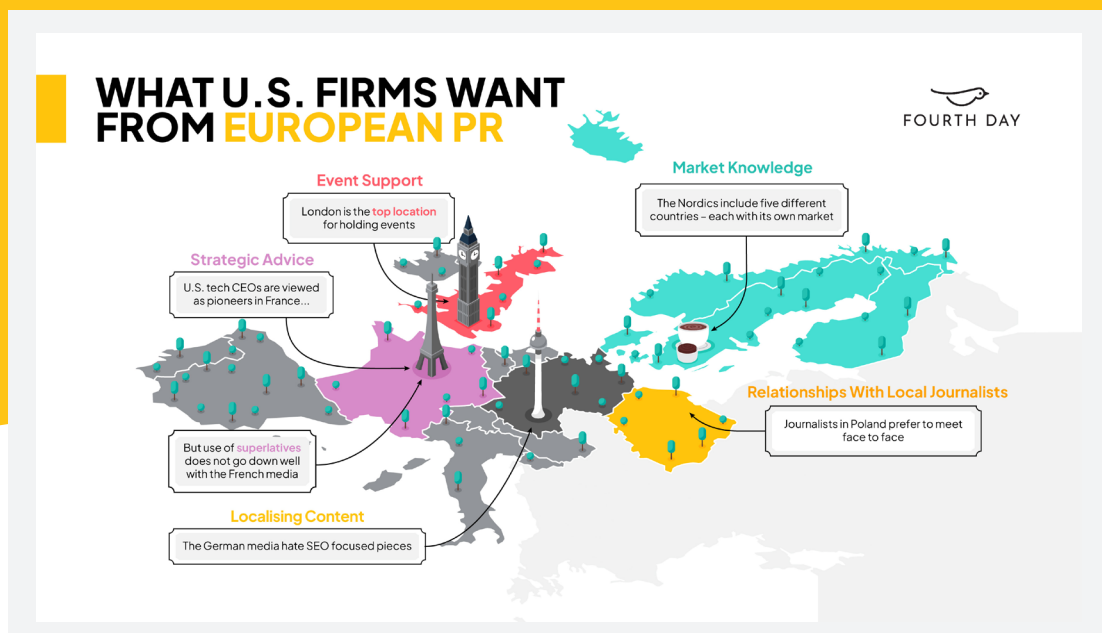 WHAT U.S. FIRMS WANT
FROM EUROPEAN PR
FOURTH DAY
Event Support
London is the top location
for holding events
Market Knowledge
The Nordics include five different
countries – each with its own market
Strategic Advice
U.S. tech CEOs are viewed
as pioneers in France...
Relationships With Local Journalists
Journalists in Poland prefer to meet
face to face
But use of superlatives
does not go down well
with the French media
Localising Content
The German media hate SEO focused pieces